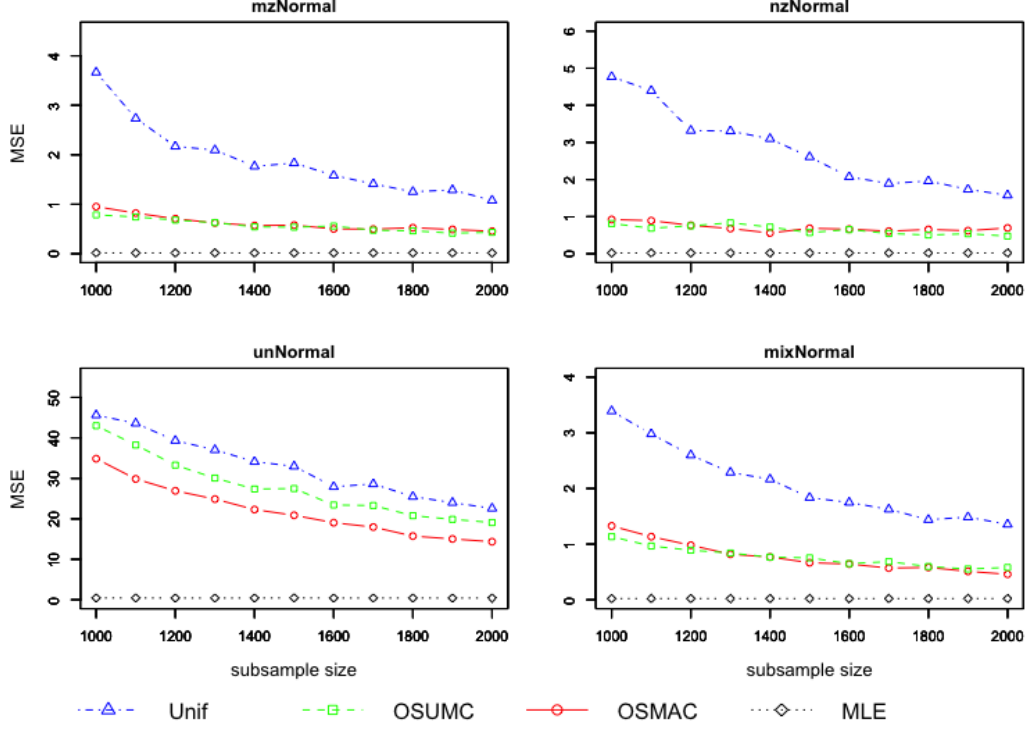 mzNormal
MSE
0 1 2 3 4
1000 1200 1400 1600 1800 2000
nzNormal
0 1 2 3 4 5 6
1000 1200 1400 1600 1800 2000
unNormal
MSE
0 10 20 30 40 50
1000 1200 1400 1600 1800 2000
subsample size
mixNormal
0 1 2 3 4
1000 1200 1400 1600 1800 2000
subsample size
Unif OSUMC OSMAC MLE